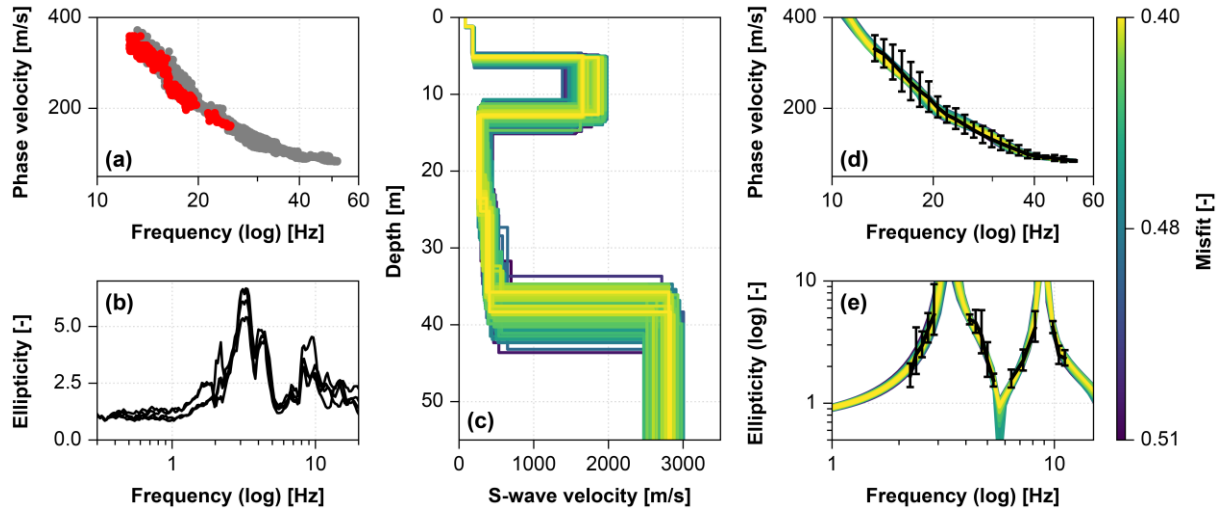 400
200
Phase velocity [m/s]
(a)
10
20
40
60
Frequency (log) [Hz]
5.0
2.5
0.0
Ellipticity [-]
(b)
1
10
Frequency (log) [Hz]
0
10
20
30
40
50
Depth [m]
(c)
0
1000
2000
3000
S-wave velocity [m/s]
400
200
Phase velocity [m/s]
(d)
10
20
40
60
Frequency (log) [Hz]
10
1
Ellipticity (log) [-]
(e)
1
10
Frequency (log) [Hz]
0.40
0.48
0.51
Misfit [-]